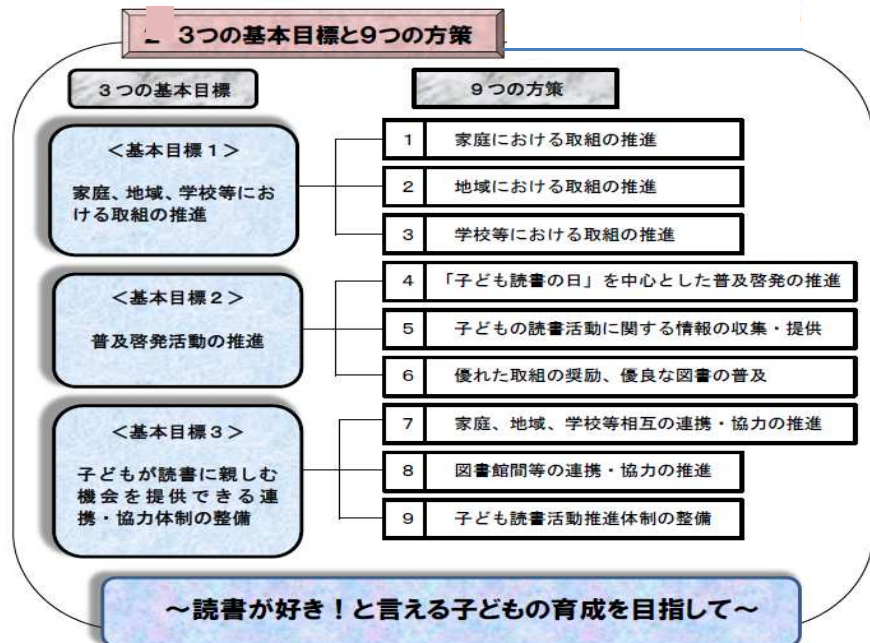 3つの基本目標と9つの方策
3つの基本目標
9つの方策
＜基本目標1＞
家庭、地域、学校等にお
ける取組の推進
1 家庭における取組の推進
2 地域における取組の推進
3 学校等における取組の推進
＜基本目標2＞
普及啓発活動の推進
4 「子ども読書の日」を中心とした普及啓発の推進
5 子どもの読書活動に関する情報の収集・提供
6 優れた取組の奨励、優良な図書の普及
＜基本目標3＞
子どもが読書に親しむ
機会を提供できる連
携・協力体制の整備
7 家庭、地域、学校等相互の連携・協力の推進
8 図書館間等の連携・協力の推進
9 子ども読書活動推進体制の整備
～読書が好き！と言える子どもの育成を目指して～